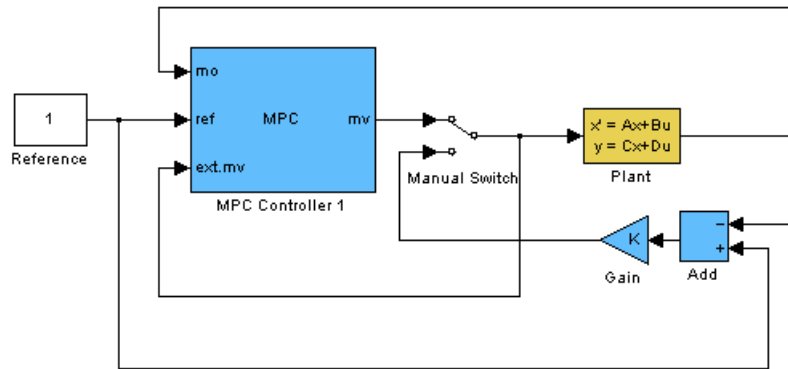 mo
1
ref
MPC
mv
x' = Ax+Bu
y = Cx+Du
Reference
ext.mv
Manual Switch
Plant
MPC Controller 1
−
+
K
Gain
Add